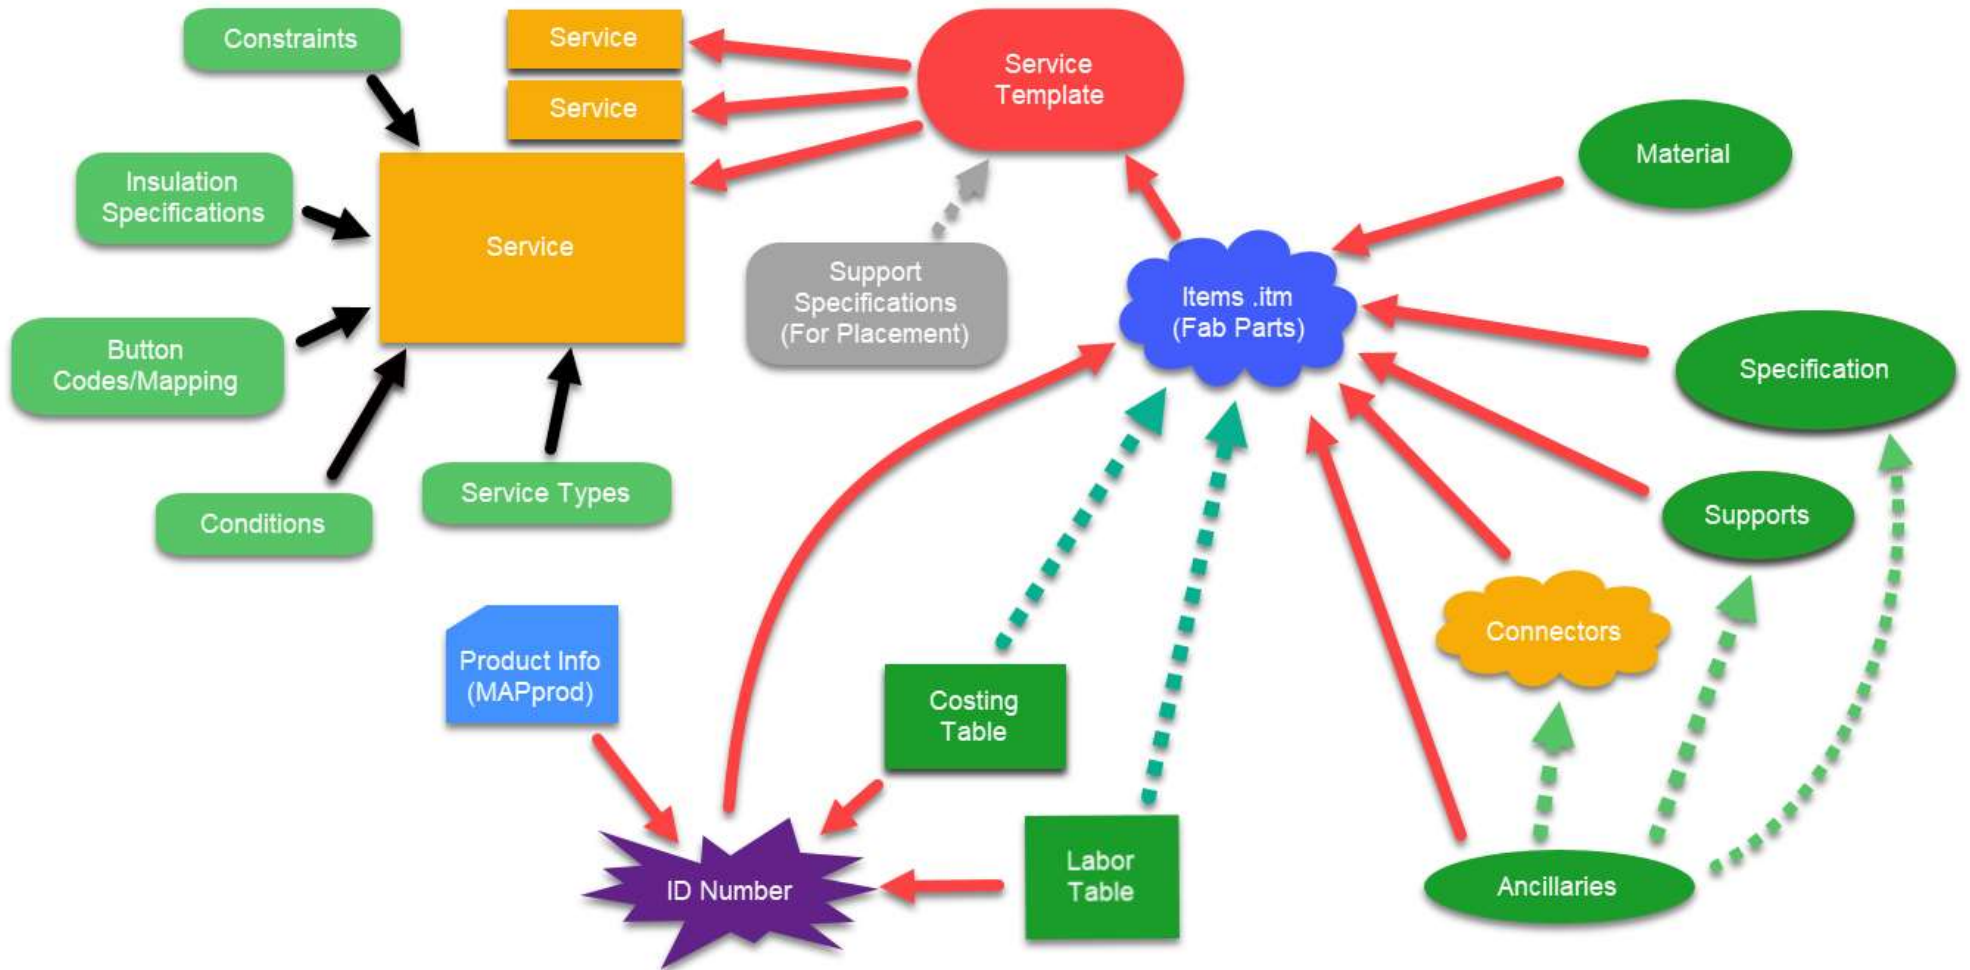 Constraints
Service
Service
Template
Service
Material
Insulation
Specifications
Service
Support
Specifications
(For Placement)
Items .itm
(Fab Parts)
Button
Codes/Mapping
Specification
Conditions
Service Types
Supports
Connectors
Product Info
(MAPprod)
Costing
Table
ID Number
Labor
Table
Ancillaries